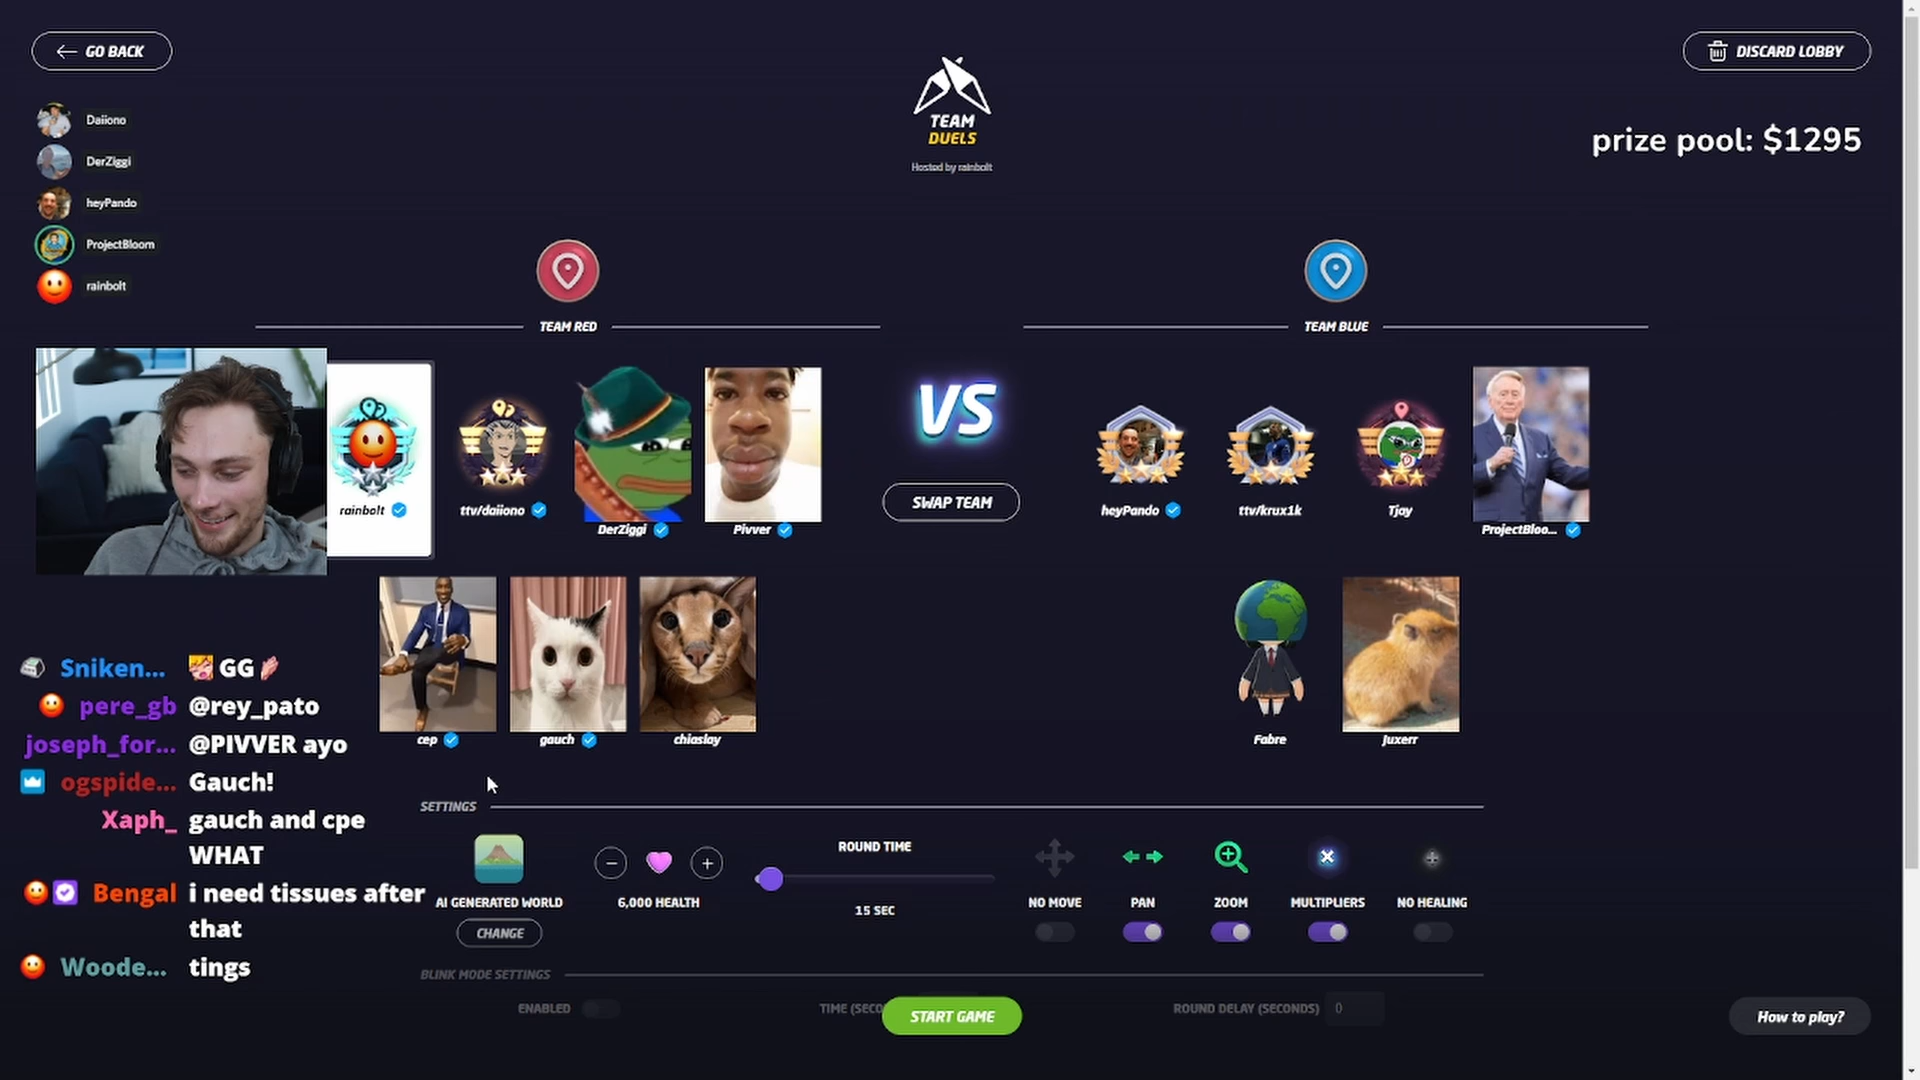 GO BACK
DISCARD LOBBY
Daiiono
DerZiggi
heyPando
ProjectBloom
rainbolt
TEAM
DUELS
Hosted by rainbolt
prize pool: $1295
TEAM RED
TEAM BLUE
VS
SWAP TEAM
rainbolt
ttv/daiiono
DerZiggi
Pivver
heyPando
ttv/krux1k
Tjay
ProjectBloo...
cep
gauch
chiaslay
Fabre
Juxerr
Sniken... GG
pere_gb @rey_pato
joseph_for... @PIVVER ayo
ogspide... Gauch!
Xaph_ gauch and cpe
WHAT
Bengal i need tissues after
that
Woode... tings
SETTINGS
AI GENERATED WORLD
CHANGE
6,000 HEALTH
ROUND TIME
15 SEC
NO MOVE
PAN
ZOOM
MULTIPLIERS
NO HEALING
BLINK MODE SETTINGS
ENABLED
TIME (SECO
START GAME
ROUND DELAY (SECONDS) 0
How to play?